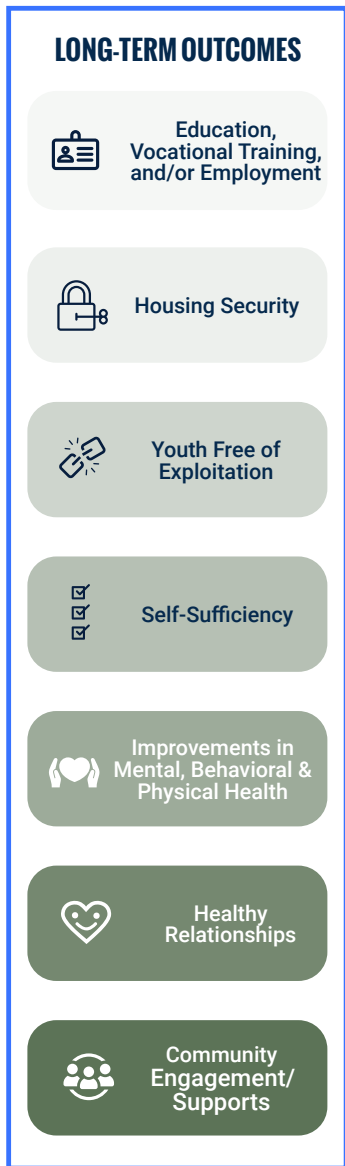 LONG-TERM OUTCOMES
Education,
Vocational Training,
and/or Employment
Housing Security
Youth Free of
Exploitation
Self-Sufficiency
Improvements in
Mental, Behavioral &
Physical Health
Healthy
Relationships
Community
Engagement/
Supports